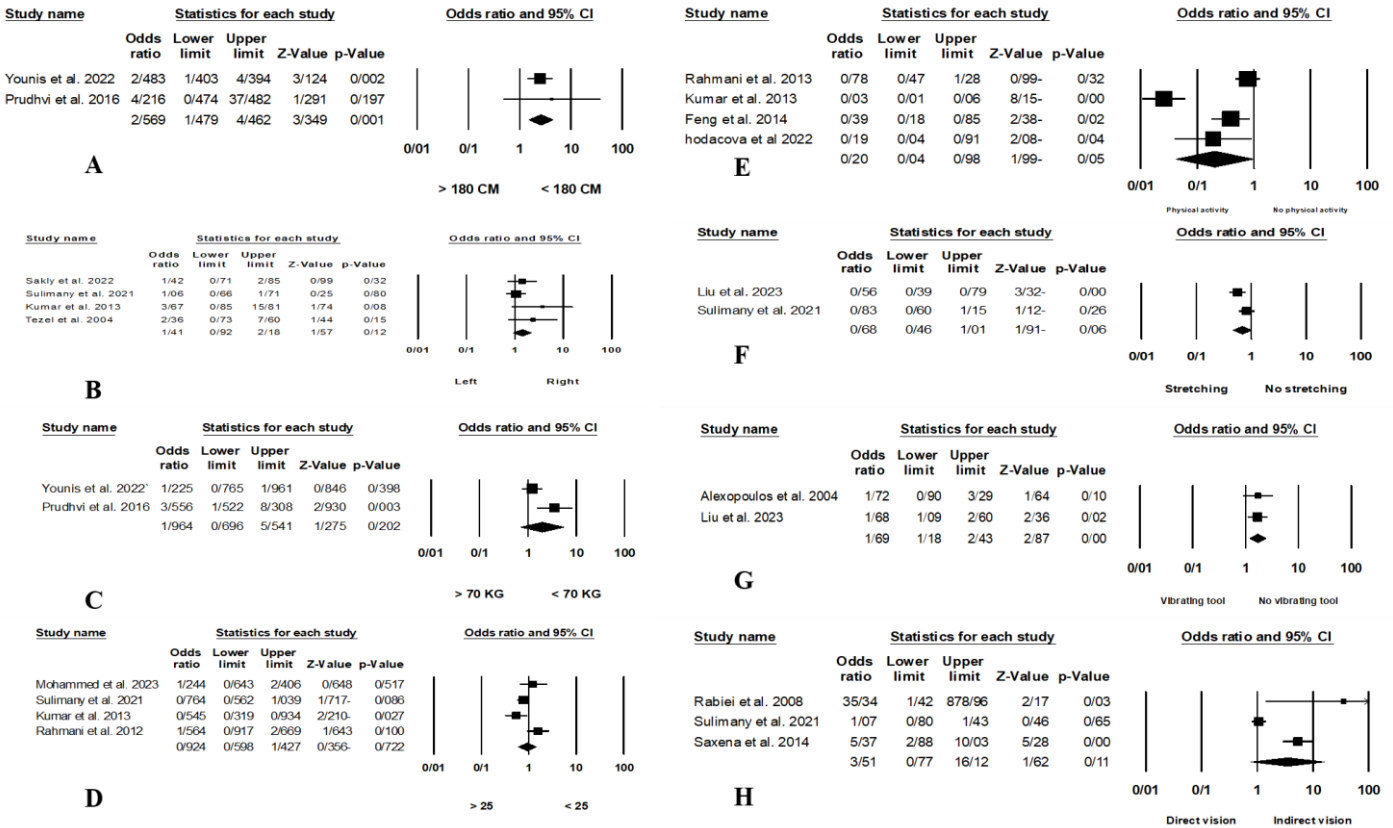 Study name Statistics for each study Odds ratio and 95% CI
Odds ratio Lower limit Upper limit Z-Value p-Value
Younis et al. 2022 2/483 1/403 4/394 3/124 0/002
Prudhvi et al. 2016 4/216 0/474 37/482 1/291 0/197
2/569 1/479 4/462 3/349 0/001
0/01 0/1 1 10 100
A
> 180 CM < 180 CM
Study name Statistics for each study Odds ratio and 95% CI
Odds ratio Lower limit Upper limit Z-Value p-Value
Sakly et al. 2022 1/42 0/71 2/85 0/99 0/32
Sulimany et al. 2021 1/06 0/66 1/71 0/25 0/80
Kumar et al. 2013 3/67 0/85 15/81 1/74 0/08
Tezel et al. 2004 2/36 0/73 7/60 1/44 0/15
1/41 0/92 2/18 1/57 0/12
0/01 0/1 1 10 100
B
Left Right
Study name Statistics for each study Odds ratio and 95% CI
Odds ratio Lower limit Upper limit Z-Value p-Value
Younis et al. 2022` 1/225 0/765 1/961 0/846 0/398
Prudhvi et al. 2016 3/556 1/522 8/308 2/930 0/003
1/964 0/696 5/541 1/275 0/202
0/01 0/1 1 10 100
C
> 70 KG < 70 KG
Study name Statistics for each study Odds ratio and 95% CI
Odds ratio Lower limit Upper limit Z-Value p-Value
Mohammed et al. 2023 1/244 0/643 2/406 0/648 0/517
Sulimany et al. 2021 0/764 0/562 1/039 1/717- 0/086
Kumar et al. 2013 0/545 0/319 0/934 2/210- 0/027
Rahmani et al. 2012 1/564 0/917 2/669 1/643 0/100
0/924 0/598 1/427 0/356- 0/722
0/01 0/1 1 10 100
D
> 25 < 25
Study name Statistics for each study Odds ratio and 95% CI
Odds ratio Lower limit Upper limit Z-Value p-Value
Rahmani et al. 2013 0/78 0/47 1/28 0/99- 0/32
Kumar et al. 2013 0/03 0/01 0/06 8/15- 0/00
Feng et al. 2014 0/39 0/18 0/85 2/38- 0/02
hodacova et al 2022 0/19 0/04 0/91 2/08- 0/04
0/20 0/04 0/98 1/99- 0/05
E
0/01 0/1 1 10 100
Physical activity No physical activity
Study name Statistics for each study Odds ratio and 95% CI
Odds ratio Lower limit Upper limit Z-Value p-Value
Liu et al. 2023 0/56 0/39 0/79 3/32- 0/00
Sulimany et al. 2021 0/83 0/60 1/15 1/12- 0/26
0/68 0/46 1/01 1/91- 0/06
F
0/01 0/1 1 10 100
Stretching No stretching
Study name Statistics for each study Odds ratio and 95% CI
Odds ratio Lower limit Upper limit Z-Value p-Value
Alexopoulos et al. 2004 1/72 0/90 3/29 1/64 0/10
Liu et al. 2023 1/68 1/09 2/60 2/36 0/02
1/69 1/18 2/43 2/87 0/00
G
0/01 0/1 1 10 100
Vibrating tool No vibrating tool
Study name Statistics for each study Odds ratio and 95% CI
Odds ratio Lower limit Upper limit Z-Value p-Value
Rabiei et al. 2008 35/34 1/42 878/96 2/17 0/03
Sulimany et al. 2021 1/07 0/80 1/43 0/46 0/65
Saxena et al. 2014 5/37 2/88 10/03 5/28 0/00
3/51 0/77 16/12 1/62 0/11
H
0/01 0/1 1 10 100
Direct vision Indirect vision